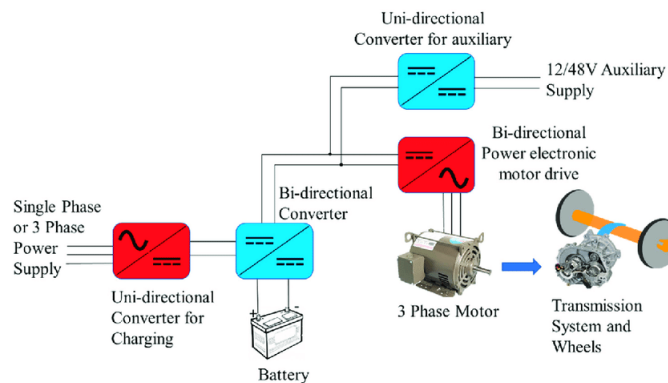 Uni-directional
Converter for auxiliary
12/48V Auxiliary
Supply
Bi-directional
Power electronic
motor drive
Bi-directional
Converter
Single Phase
or 3 Phase
Power
Supply
Uni-directional
Converter for
Charging
+ -
Battery
3 Phase Motor
Transmission
System and
Wheels